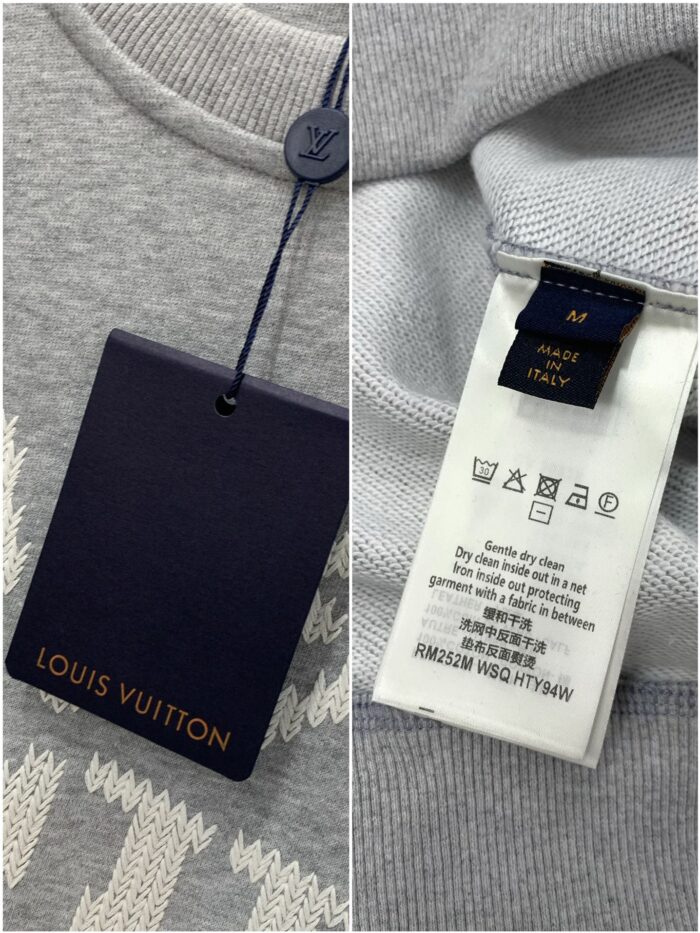 LV
LOUIS VUITTON
M
MADE
IN
ITALY
30
F
Gentle dry clean
Dry clean inside out in a net
Iron inside out protecting
garment with a fabric in between
缓和干洗
洗网中反面干洗
垫布反面熨烫
RM252M WSQ HTY94W